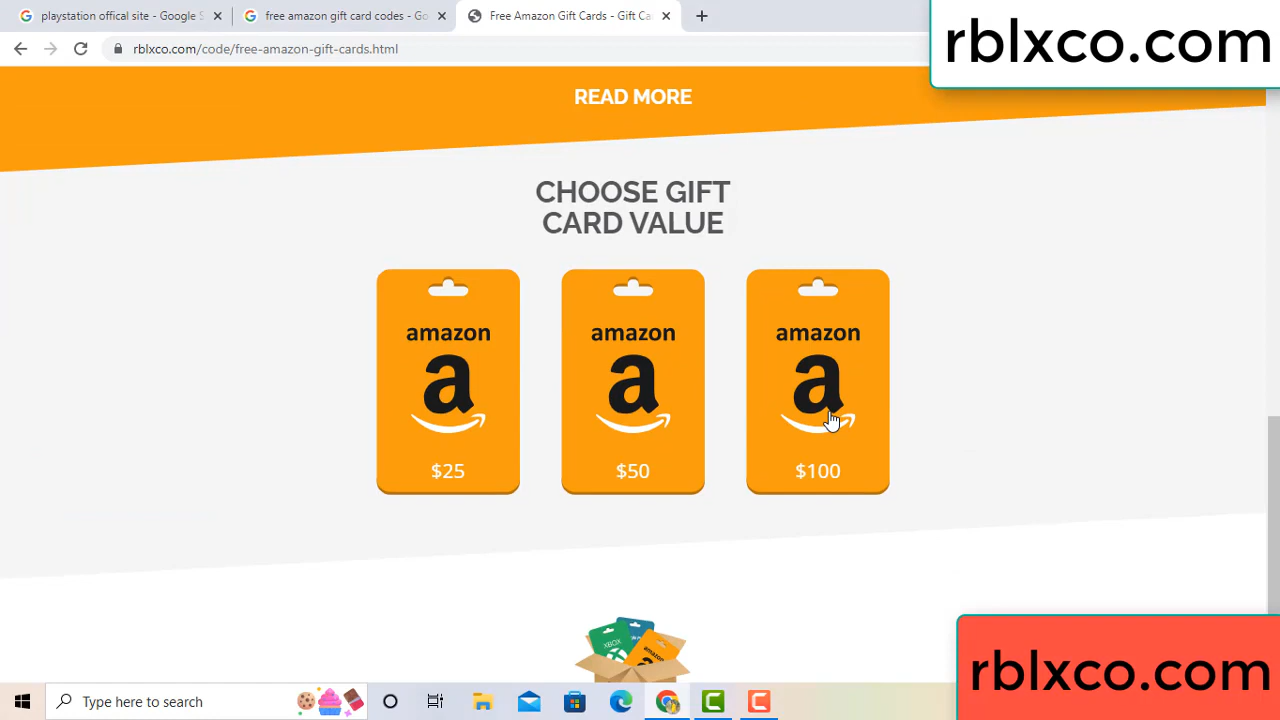 playstation offical site - Google S
free amazon gift card codes - Go
Free Amazon Gift Cards - Gift Ca
rblxco.com/code/free-amazon-gift-cards.html
rblxco.com
READ MORE
CHOOSE GIFT
CARD VALUE
amazon amazon amazon
a a a
$25 $50 $100
XBOX
amazon
rblxco.com
Type here to search